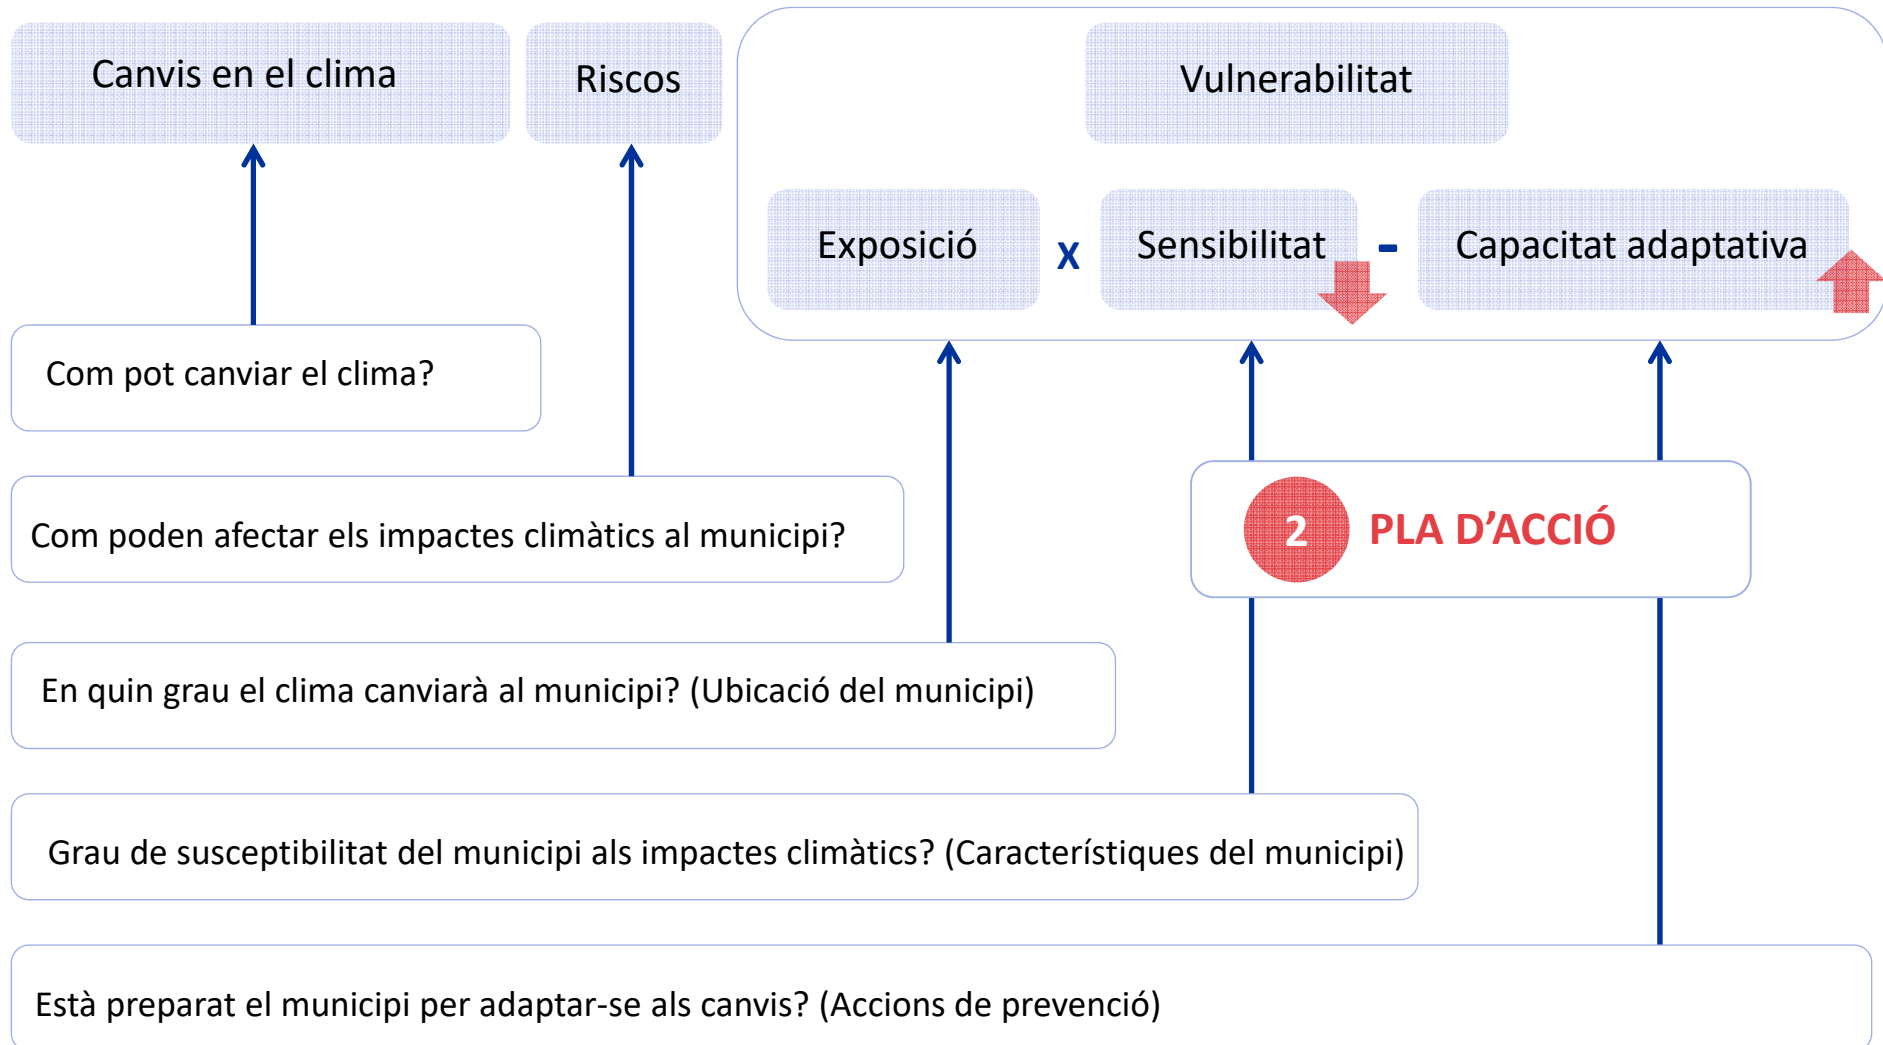 Canvis en el clima
Riscos
Vulnerabilitat
Exposició
x
Sensibilitat
-
Capacitat adaptativa
Com pot canviar el clima?
Com poden afectar els impactes climàtics al municipi?
2
PLA D’ACCIÓ
En quin grau el clima canviarà al municipi? (Ubicació del municipi)
Grau de susceptibilitat del municipi als impactes climàtics? (Característiques del municipi)
Està preparat el municipi per adaptar-se als canvis? (Accions de prevenció)